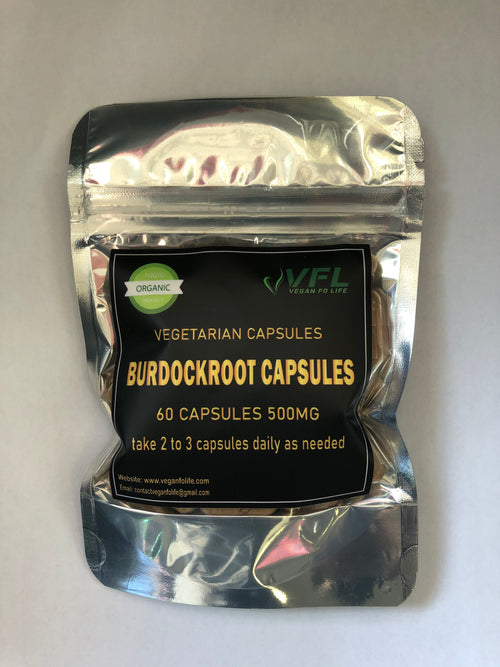 100%
ORGANIC
PRODUCT
VFL
VEGAN FO LIFE
VEGETARIAN CAPSULES
BURDOCKROOT CAPSULES
60 CAPSULES 500MG
take 2 to 3 capsules daily as needed
Website: www.veganfolife.com
Email: contactveganfolife@gmail.com